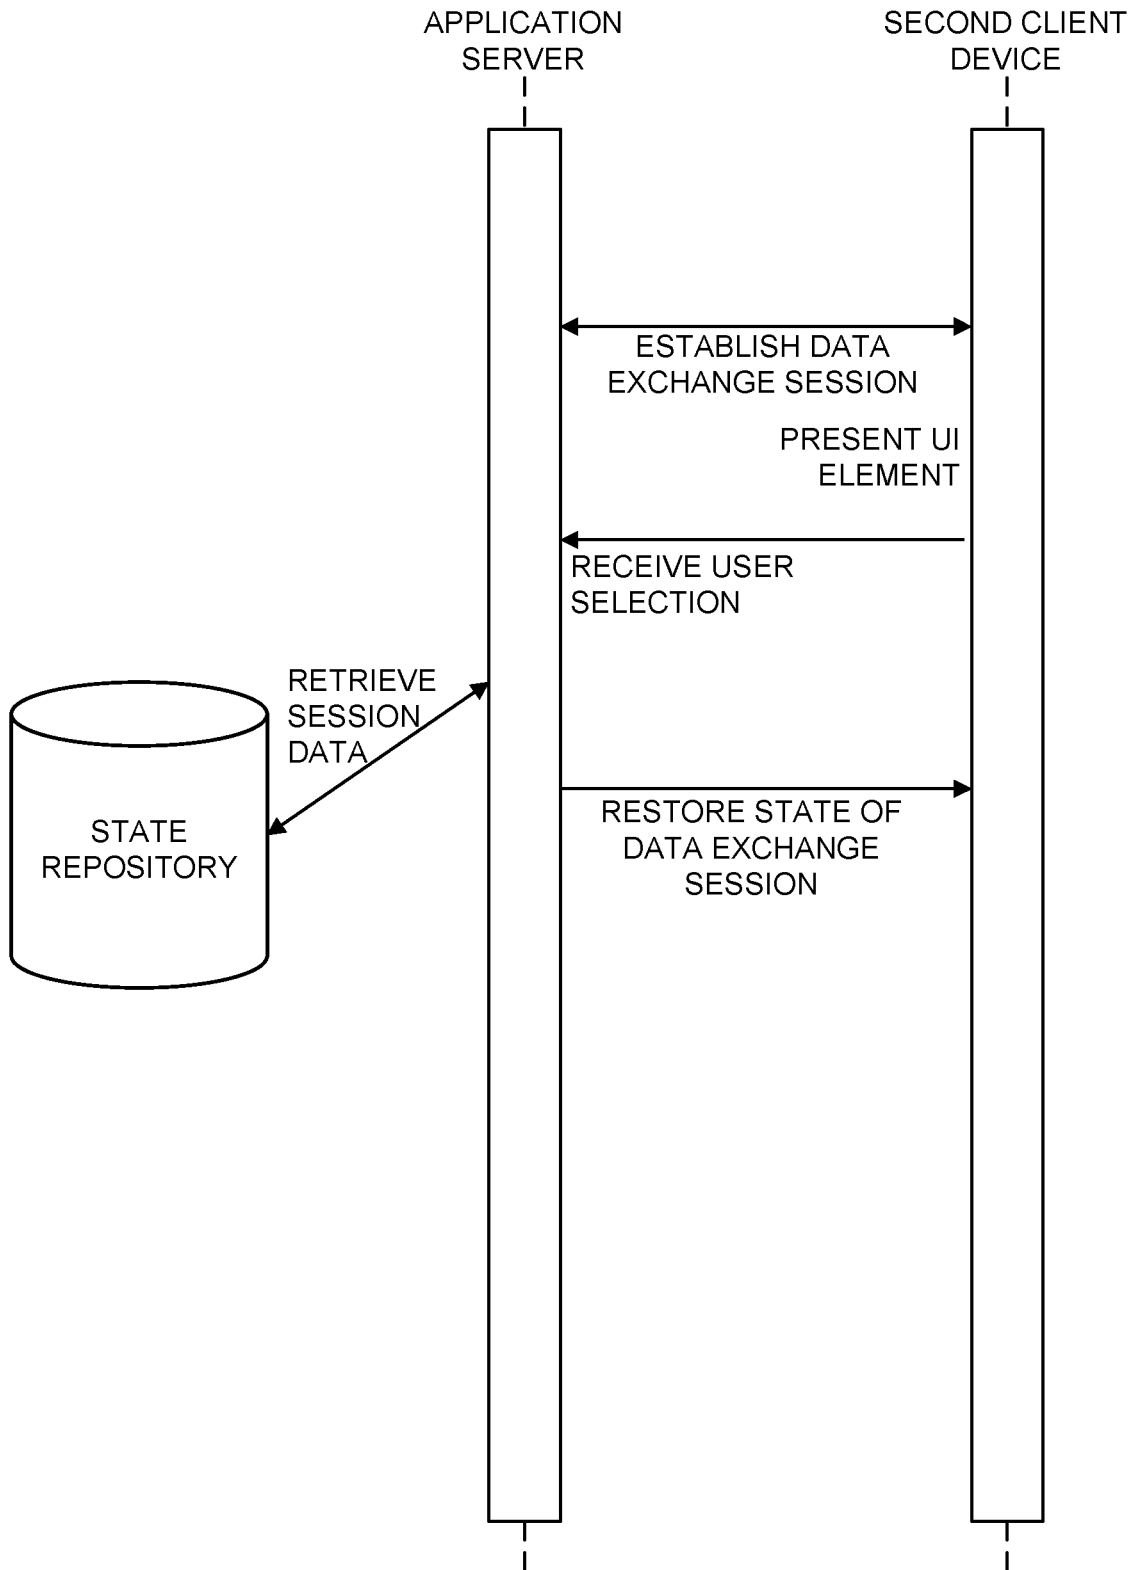 APPLICATION
SERVER
SECOND CLIENT
DEVICE
ESTABLISH DATA
EXCHANGE SESSION
PRESENT UI
ELEMENT
RECEIVE USER
SELECTION
RETRIEVE
SESSION
DATA
STATE
REPOSITORY
RESTORE STATE OF
DATA EXCHANGE
SESSION